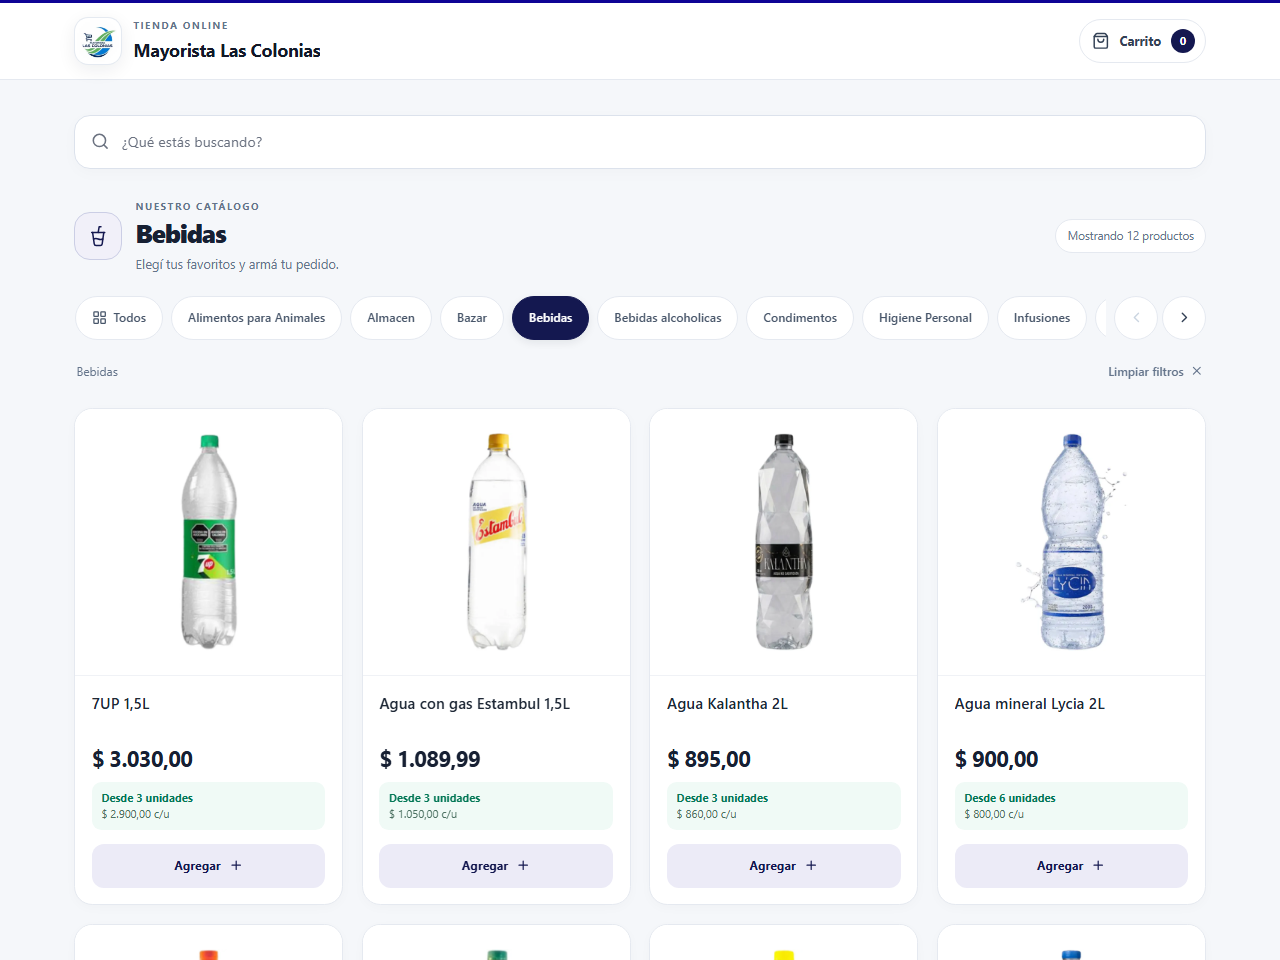 TIENDA ONLINE
Mayorista Las Colonias
Carrito 0
¿Qué estás buscando?
NUESTRO CATÁLOGO
Bebidas
Elegí tus favoritos y armá tu pedido.
Mostrando 12 productos
Todos
Alimentos para Animales
Almacen
Bazar
Bebidas
Bebidas alcoholicas
Condimentos
Higiene Personal
Infusiones
Bebidas
Limpiar filtros
7UP 1,5L
$ 3.030,00
Desde 3 unidades
$ 2.900,00 c/u
Agregar
Estambul
Agua con gas Estambul 1,5L
$ 1.089,99
Desde 3 unidades
$ 1.050,00 c/u
Agregar
KALANTHA
Agua Kalantha 2L
$ 895,00
Desde 3 unidades
$ 860,00 c/u
Agregar
LYCIA
Agua mineral Lycia 2L
$ 900,00
Desde 6 unidades
$ 800,00 c/u
Agregar